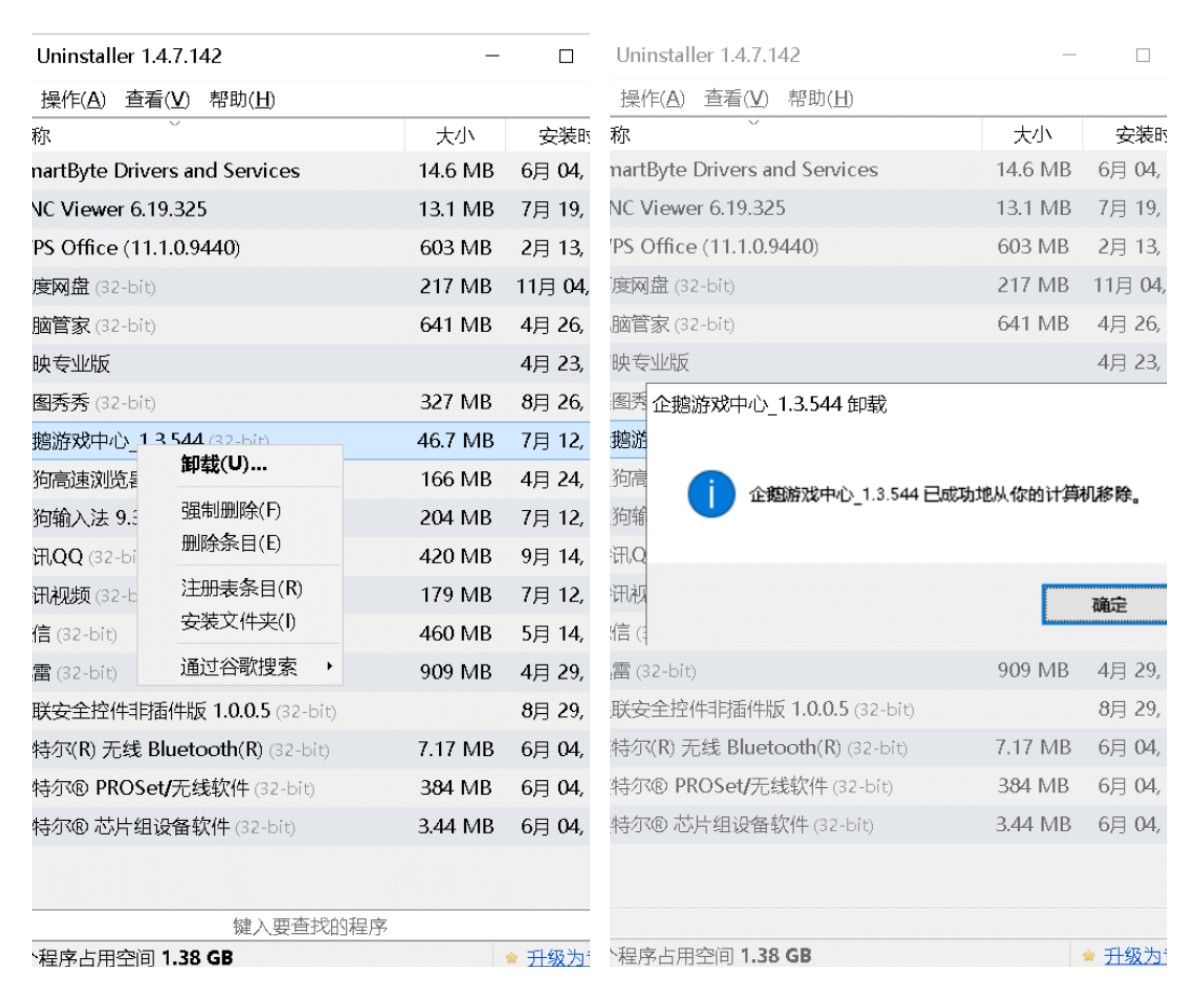 Uninstaller 1.4.7.142
操作(A) 查看(V) 帮助(H)
称 大小 安装时
martByte Drivers and Services 14.6 MB 6月 04,
NC Viewer 6.19.325 13.1 MB 7月 19,
PS Office (11.1.0.9440) 603 MB 2月 13,
度网盘 (32-bit) 217 MB 11月 04,
脑管家 (32-bit) 641 MB 4月 26,
映专业版 4月 23,
图秀秀 (32-bit) 327 MB 8月 26,
鹅游戏中心_1.3.544 (32-bit) 46.7 MB 7月 12,
狗高速浏览 166 MB 4月 24,
狗输入法 9.3 204 MB 7月 12,
讯QQ (32-bi 420 MB 9月 14,
讯视频 (32-b 179 MB 7月 12,
信 (32-bit) 460 MB 5月 14,
雷 (32-bit) 909 MB 4月 29,
联安全控件非插件版 1.0.0.5 (32-bit) 8月 29,
特尔(R) 无线 Bluetooth(R) (32-bit) 7.17 MB 6月 04,
特尔® PROSet/无线软件 (32-bit) 384 MB 6月 04,
特尔® 芯片组设备软件 (32-bit) 3.44 MB 6月 04,
卸载(U)...
强制删除(F)
删除条目(E)
注册表条目(R)
安装文件夹(I)
通过谷歌搜索
键入要查找的程序
个程序占用空间 1.38 GB
升级为
Uninstaller 1.4.7.142
操作(A) 查看(V) 帮助(H)
称 大小 安装时
martByte Drivers and Services 14.6 MB 6月 04,
NC Viewer 6.19.325 13.1 MB 7月 19,
PS Office (11.1.0.9440) 603 MB 2月 13,
度网盘 (32-bit) 217 MB 11月 04,
脑管家 (32-bit) 641 MB 4月 26,
映专业版 4月 23,
图秀
鹅游
狗高
狗输
讯Q
讯视
信 (3
企鹅游戏中心_1.3.544 卸载
企鹅游戏中心_1.3.544 已成功地从你的计算机移除。
确定
雷 (32-bit) 909 MB 4月 29,
联安全控件非插件版 1.0.0.5 (32-bit) 8月 29,
特尔(R) 无线 Bluetooth(R) (32-bit) 7.17 MB 6月 04,
特尔® PROSet/无线软件 (32-bit) 384 MB 6月 04,
特尔® 芯片组设备软件 (32-bit) 3.44 MB 6月 04,
个程序占用空间 1.38 GB
升级为